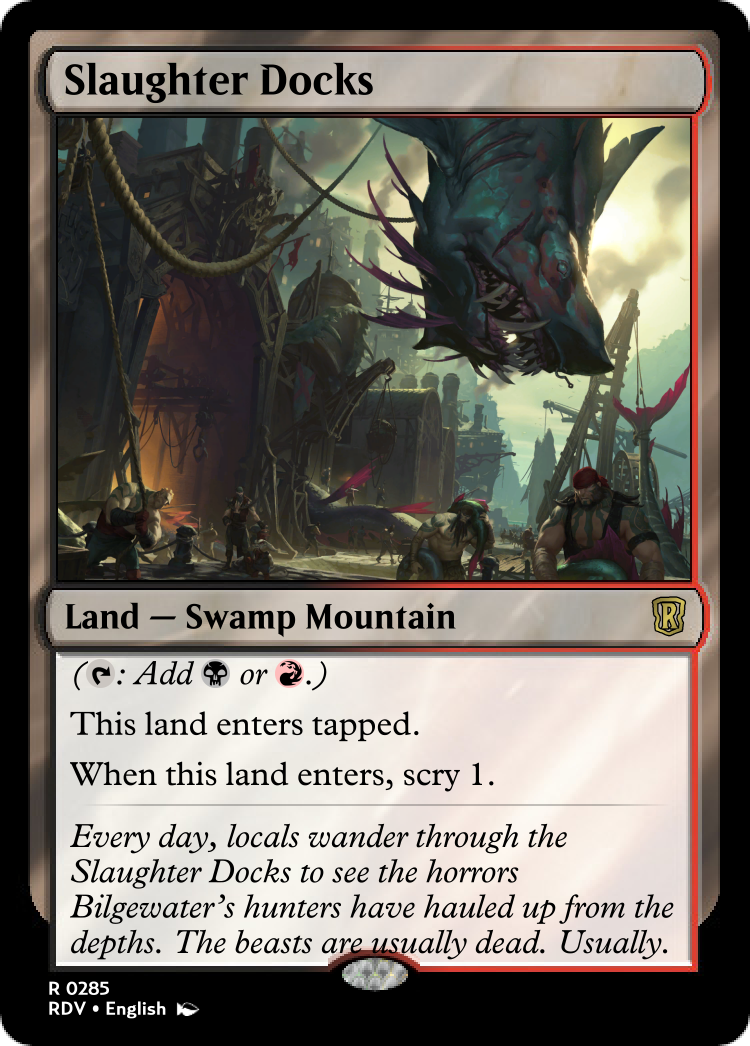 Slaughter Docks
Land — Swamp Mountain
R
(T: Add B or R.)
This land enters tapped.
When this land enters, scry 1.
Every day, locals wander through the
Slaughter Docks to see the horrors
Bilgewater's hunters have hauled up from the
depths. The beasts are usually dead. Usually.
R 0285
RDV • English